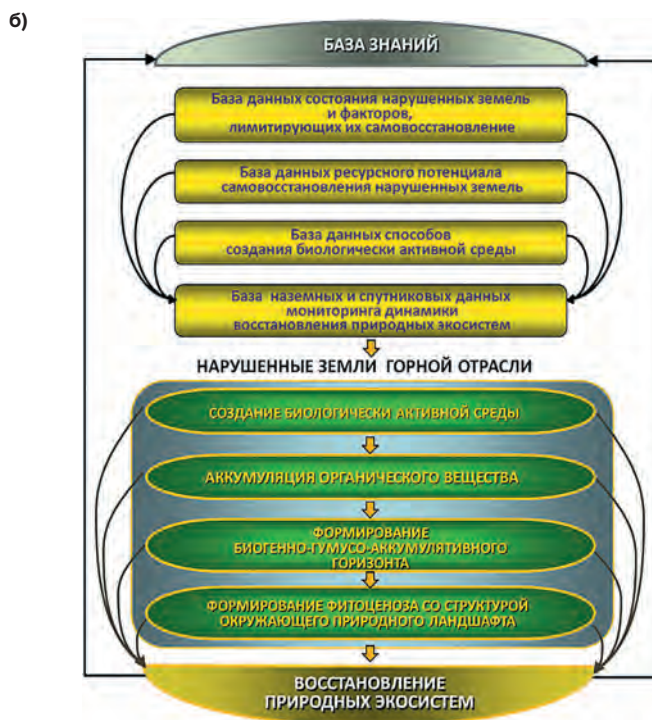 б)
БАЗА ЗНАНИЙ
База данных состояния нарушенных земель
и факторов,
лимитирующих их самовосстановление
База данных ресурсного потенциала
самовосстановления нарушенных земель
База данных способов
создания биологически активной среды
База наземных и спутниковых данных
мониторинга динамики
восстановления природных экосистем
НАРУШЕННЫЕ ЗЕМЛИ ГОРНОЙ ОТРАСЛИ
СОЗДАНИЕ БИОЛОГИЧЕСКИ АКТИВНОЙ СРЕДЫ
АККУМУЛЯЦИЯ ОРГАНИЧЕСКОГО ВЕЩЕСТВА
ФОРМИРОВАНИЕ
БИОГЕННО-ГУМУСО-АККУМУЛЯТИВНОГО
ГОРИЗОНТА
ФОРМИРОВАНИЕ ФИТОЦЕНОЗА СО СТРУКТУРОЙ
ОКРУЖАЮЩЕГО ПРИРОДНОГО ЛАНДШАФТА
ВОССТАНОВЛЕНИЕ
ПРИРОДНЫХ ЭКОСИСТЕМ